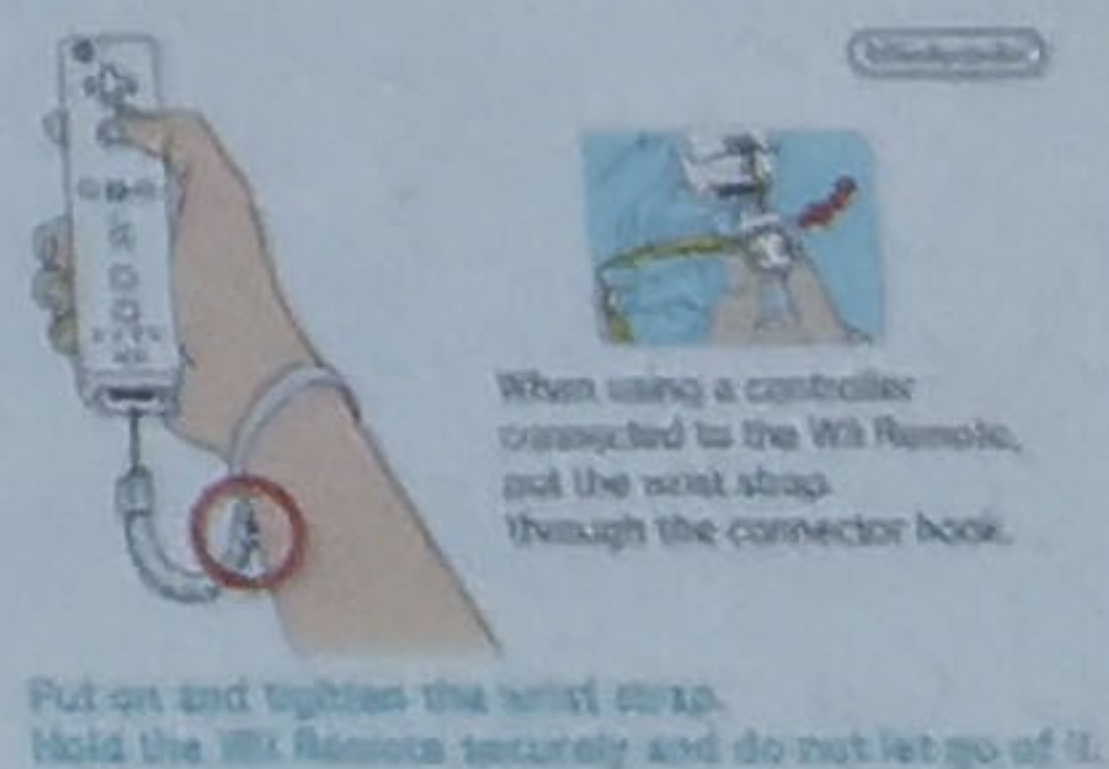 Nintendo
When using a controller
connected to the Wii Remote,
put the wrist strap
through the connector hook.
Put on and tighten the wrist strap.
Hold the Wii Remote securely and do not let go of it.